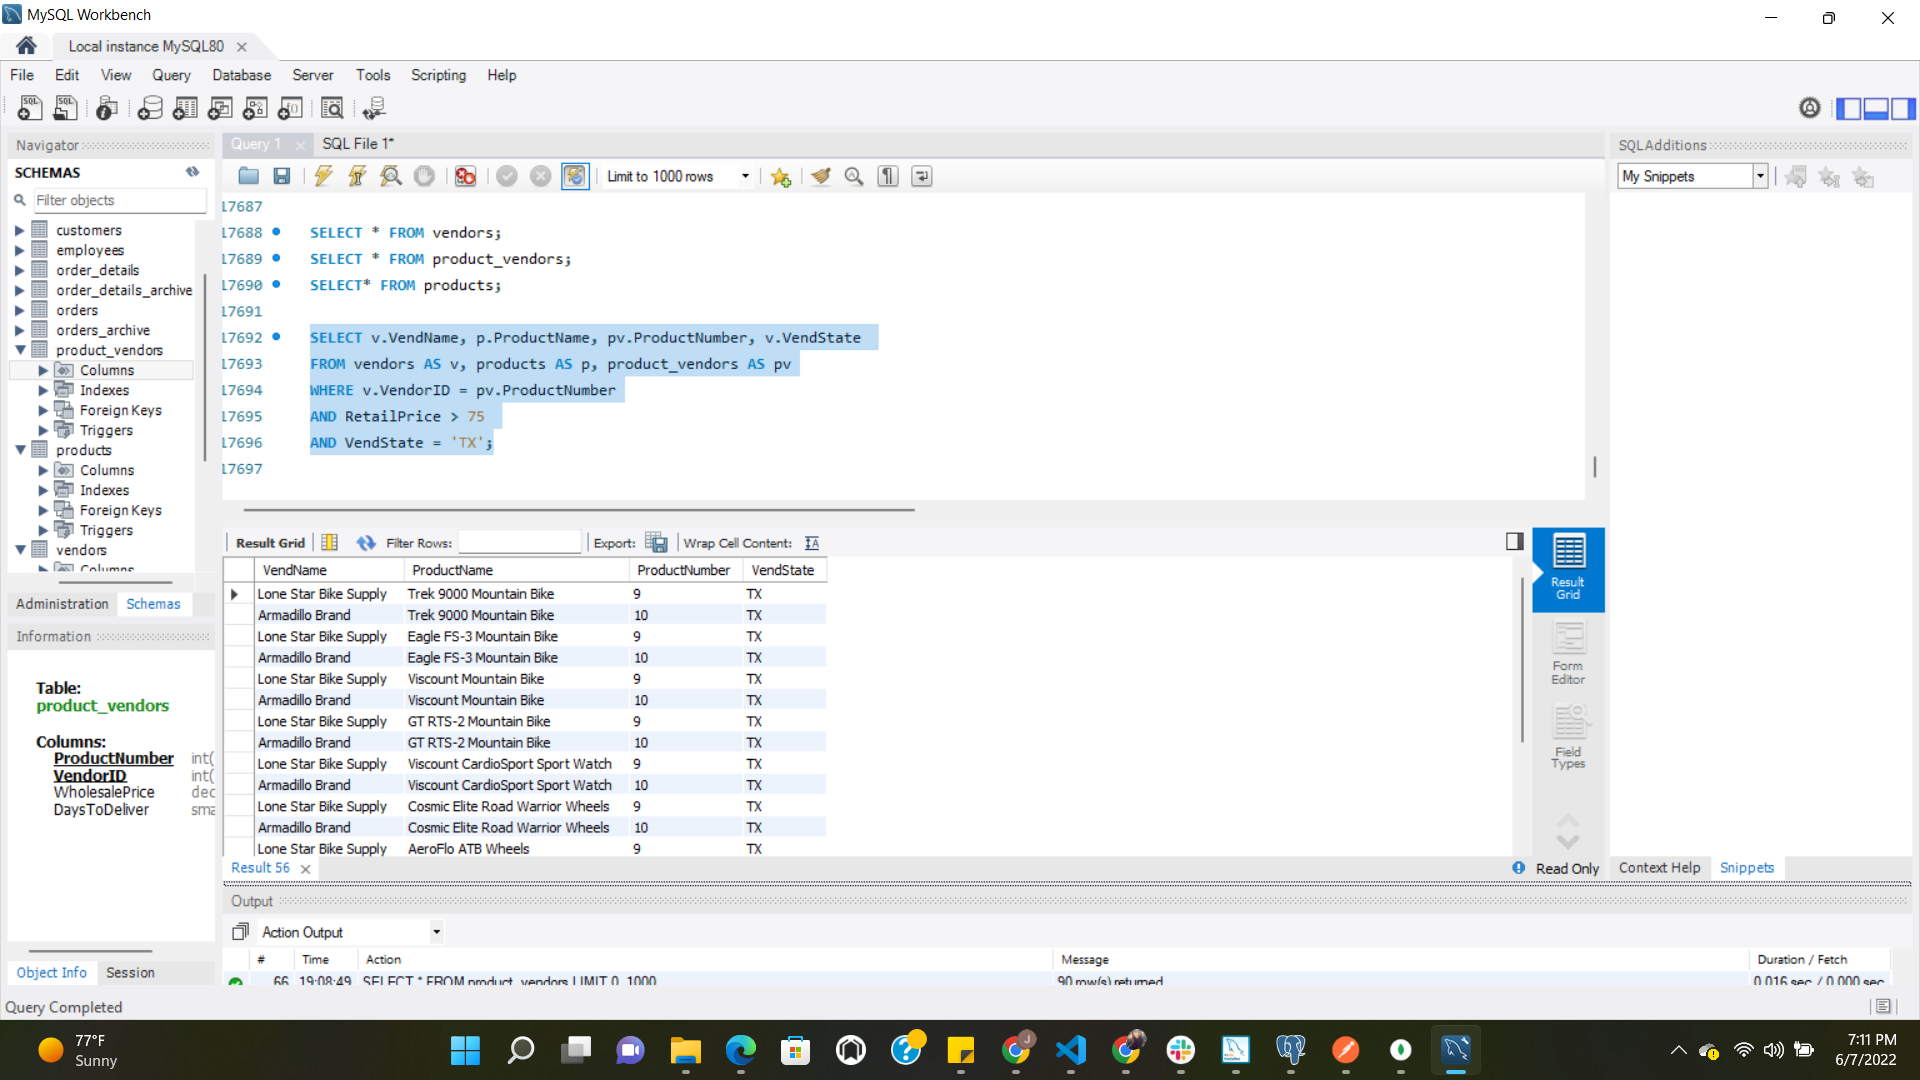 MySQL Workbench
Local instance MySQL80
File Edit View Query Database Server Tools Scripting Help
Navigator
SCHEMAS
Filter objects
customers
employees
order_details
order_details_archive
orders
orders_archive
product_vendors
Columns
Indexes
Foreign Keys
Triggers
products
Columns
Indexes
Foreign Keys
Triggers
vendors
Columns
Administration Schemas
Information
Table:
product_vendors
Columns:
ProductNumber int(
VendorID int(
WholesalePrice dec
DaysToDeliver sma
Object Info Session
Query 1 SQL File 1*
Limit to 1000 rows
17687
17688 SELECT * FROM vendors;
17689 SELECT * FROM product_vendors;
17690 SELECT* FROM products;
17691
17692 SELECT v.VendName, p.ProductName, pv.ProductNumber, v.VendState
17693 FROM vendors AS v, products AS p, product_vendors AS pv
17694 WHERE v.VendorID = pv.ProductNumber
17695 AND RetailPrice > 75
17696 AND VendState = 'TX';
17697
Result Grid Filter Rows: Export: Wrap Cell Content:
VendName ProductName ProductNumber VendState
Lone Star Bike Supply Trek 9000 Mountain Bike 9 TX
Armadillo Brand Trek 9000 Mountain Bike 10 TX
Lone Star Bike Supply Eagle FS-3 Mountain Bike 9 TX
Armadillo Brand Eagle FS-3 Mountain Bike 10 TX
Lone Star Bike Supply Viscount Mountain Bike 9 TX
Armadillo Brand Viscount Mountain Bike 10 TX
Lone Star Bike Supply GT RTS-2 Mountain Bike 9 TX
Armadillo Brand GT RTS-2 Mountain Bike 10 TX
Lone Star Bike Supply Viscount CardioSport Sport Watch 9 TX
Armadillo Brand Viscount CardioSport Sport Watch 10 TX
Lone Star Bike Supply Cosmic Elite Road Warrior Wheels 9 TX
Armadillo Brand Cosmic Elite Road Warrior Wheels 10 TX
Lone Star Bike Supply AeroFlo ATB Wheels 9 TX
Result 56
Result
Grid
Form
Editor
Field
Types
Read Only
SQLAdditions
My Snippets
Context Help Snippets
Output
Action Output
# Time Action Message Duration / Fetch
66 19:08:49 SELECT * FROM product_vendors LIMIT 0, 1000 90 row(s) returned 0.016 sec / 0.000 sec
Query Completed
77°F
Sunny
7:11 PM
6/7/2022